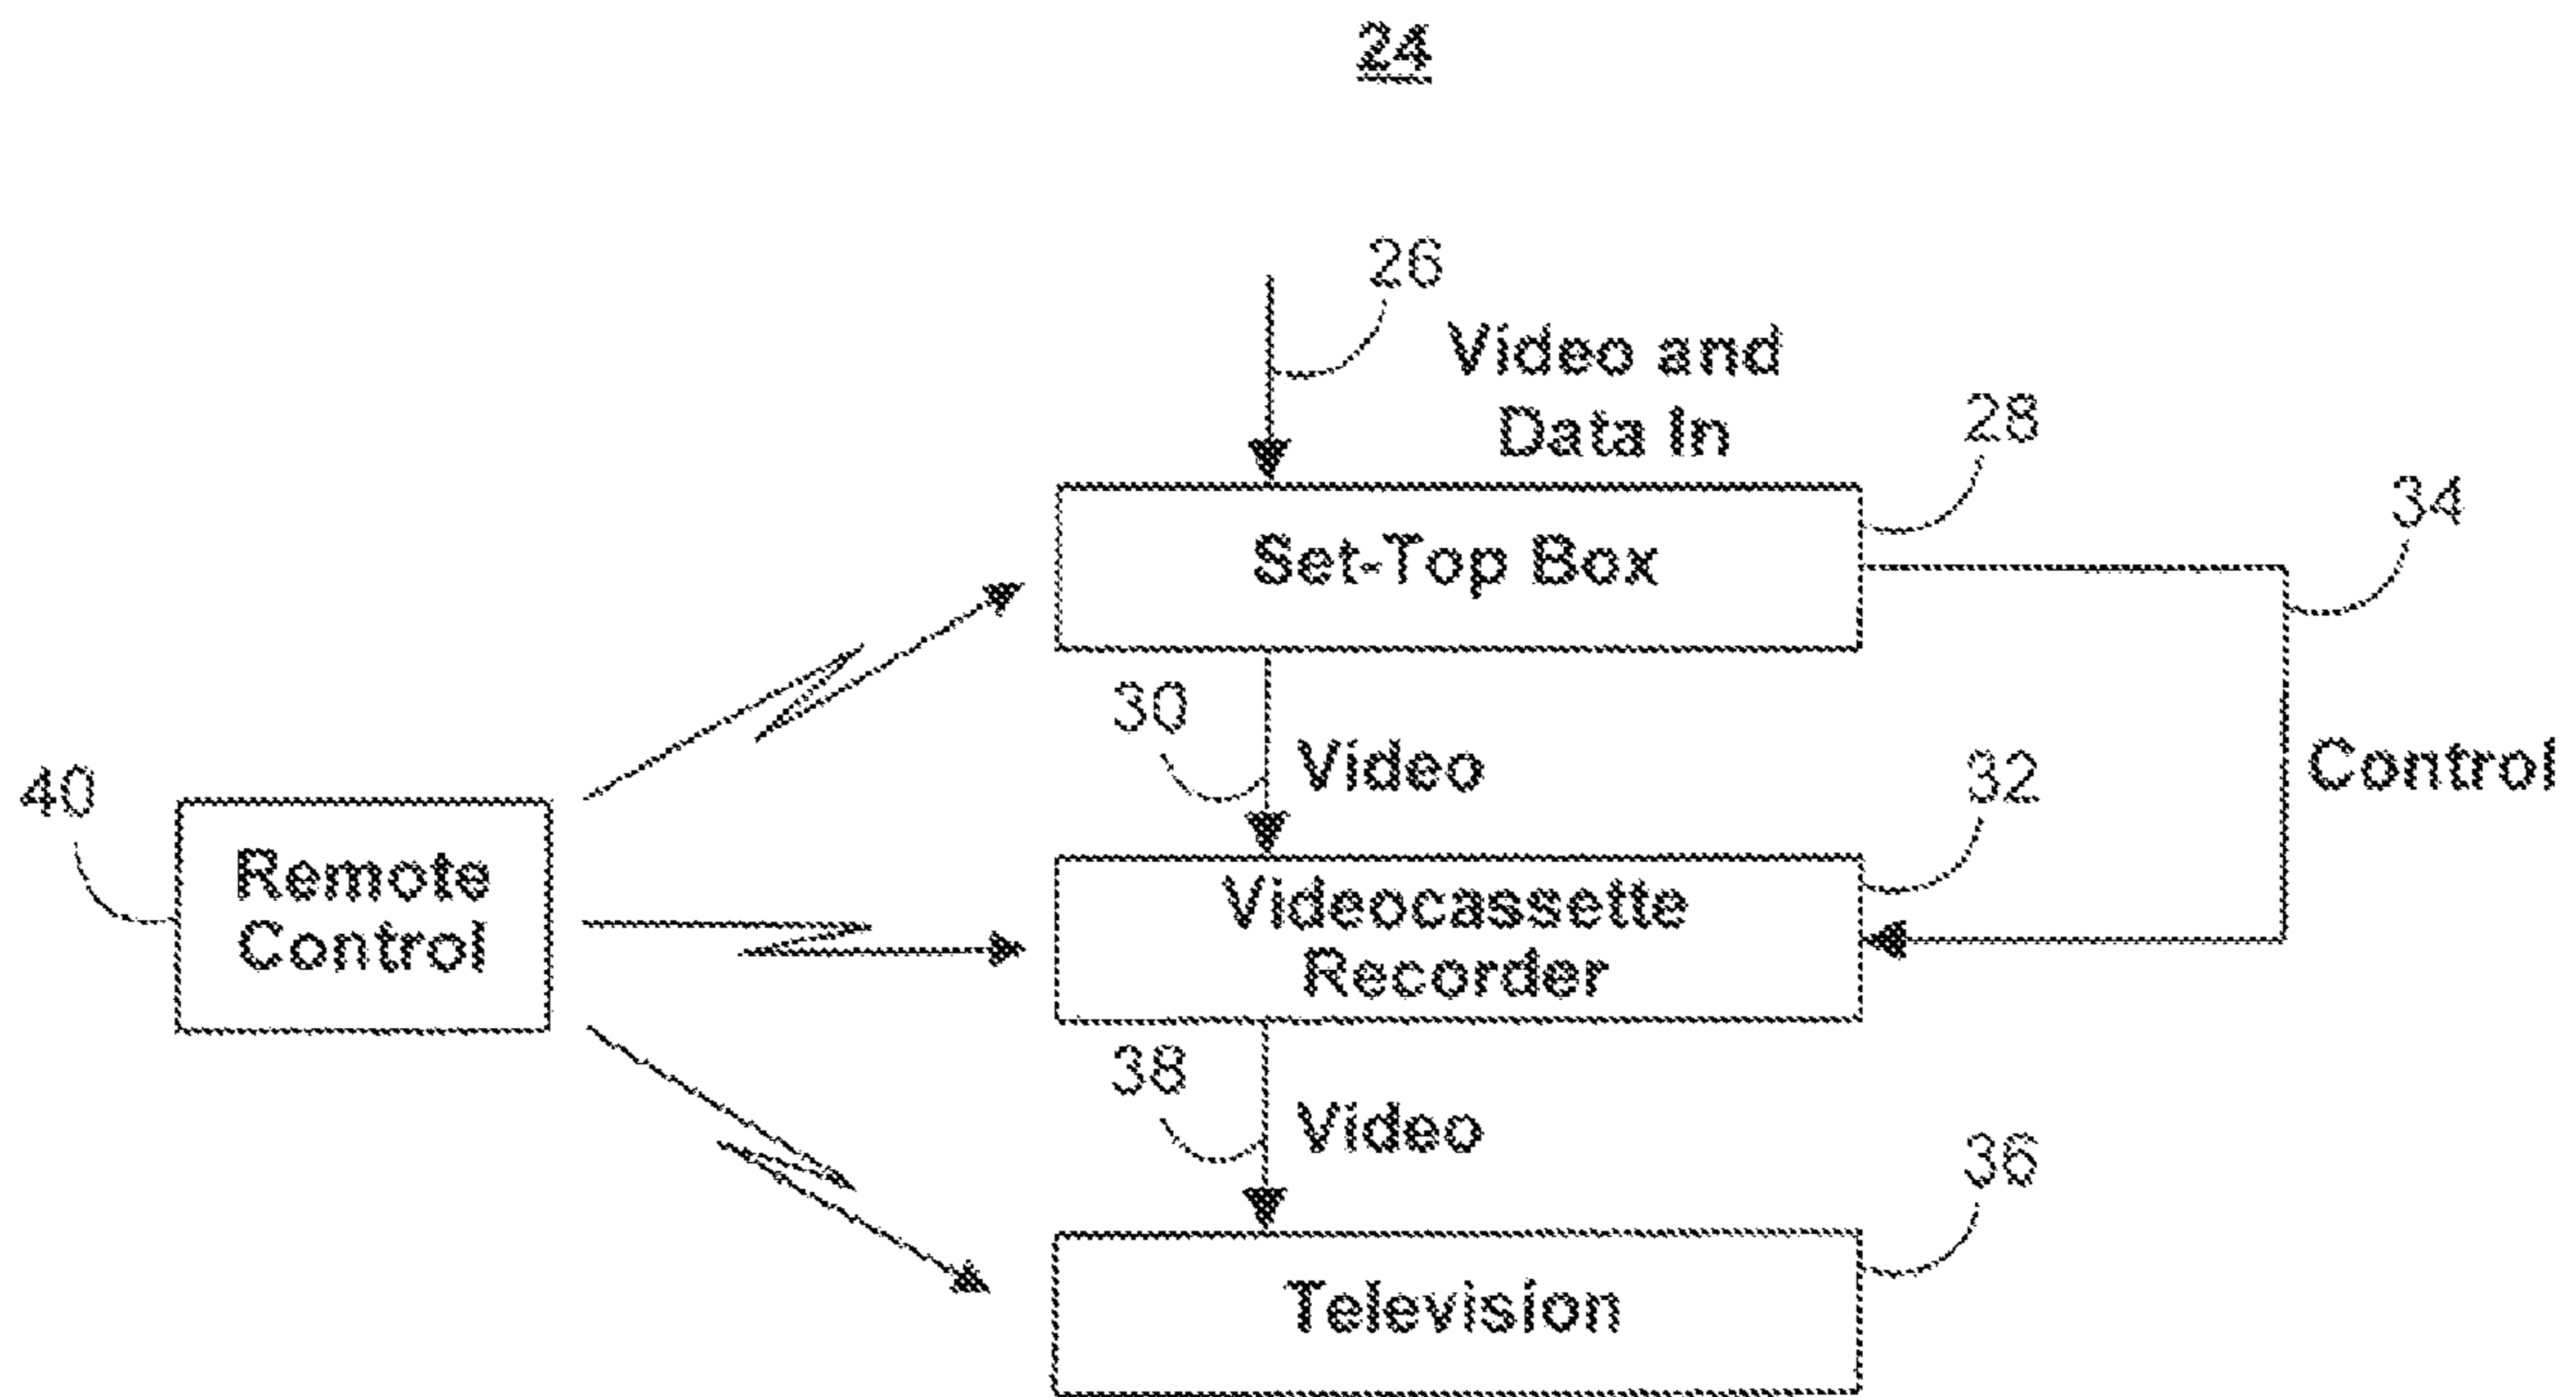 24
26
Video and
Data In
28
Set-Top Box
34
30
Video
Control
32
40
Remote
Control
Videocassette
Recorder
38
Video
36
Television